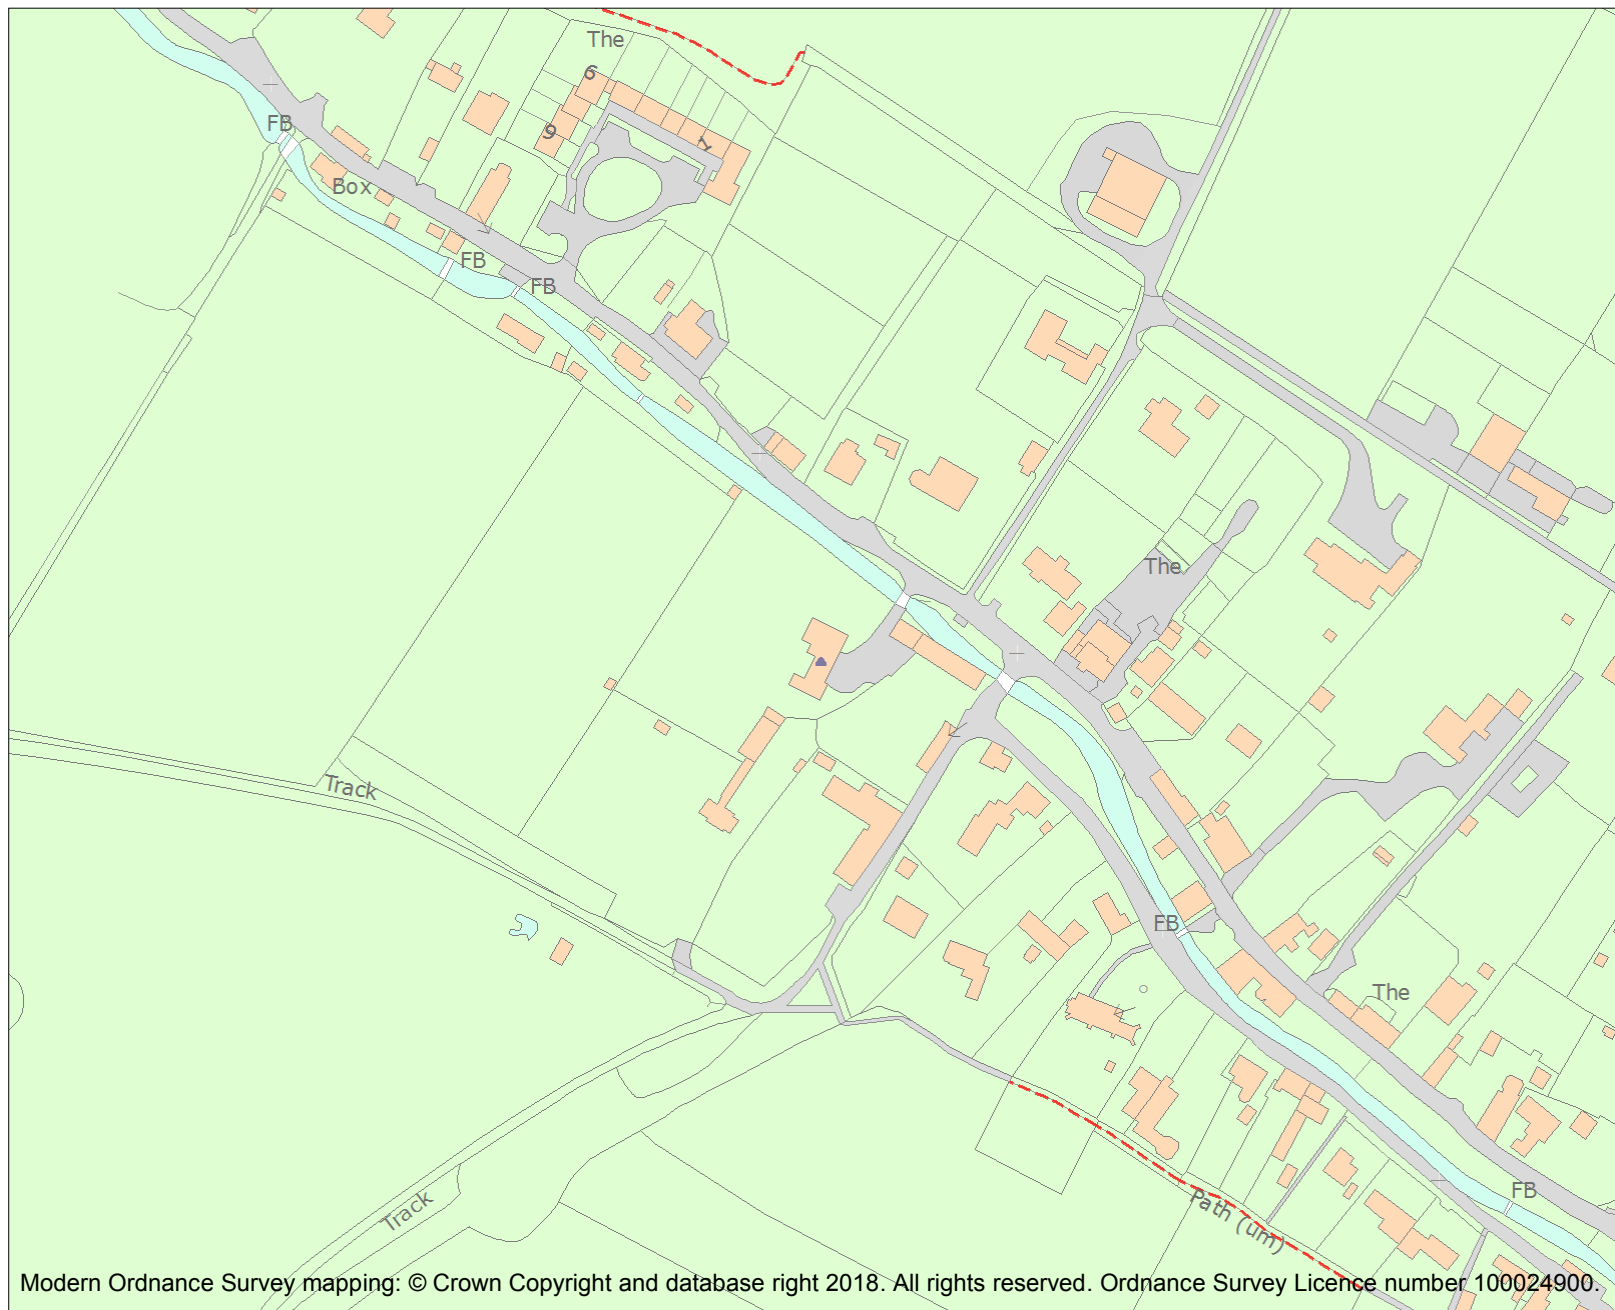 The
6
FB
9
1
Box
FB
FB
The
Track
FB
The
Track
FB
Path (um)
Modern Ordnance Survey mapping: © Crown Copyright and database right 2018. All rights reserved. Ordnance Survey Licence number 100024900.